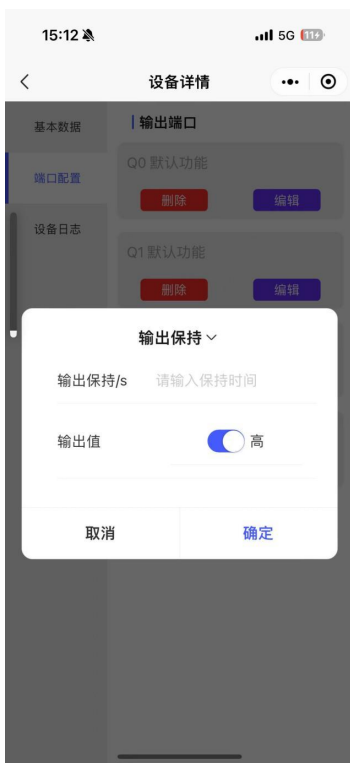 15:12
5G 11
设备详情
基本数据
输出端口
Q0 默认功能
端口配置
删除
编辑
设备日志
Q1 默认功能
删除
编辑
输出保持
输出保持/s
请输入保持时间
输出值
高
取消
确定